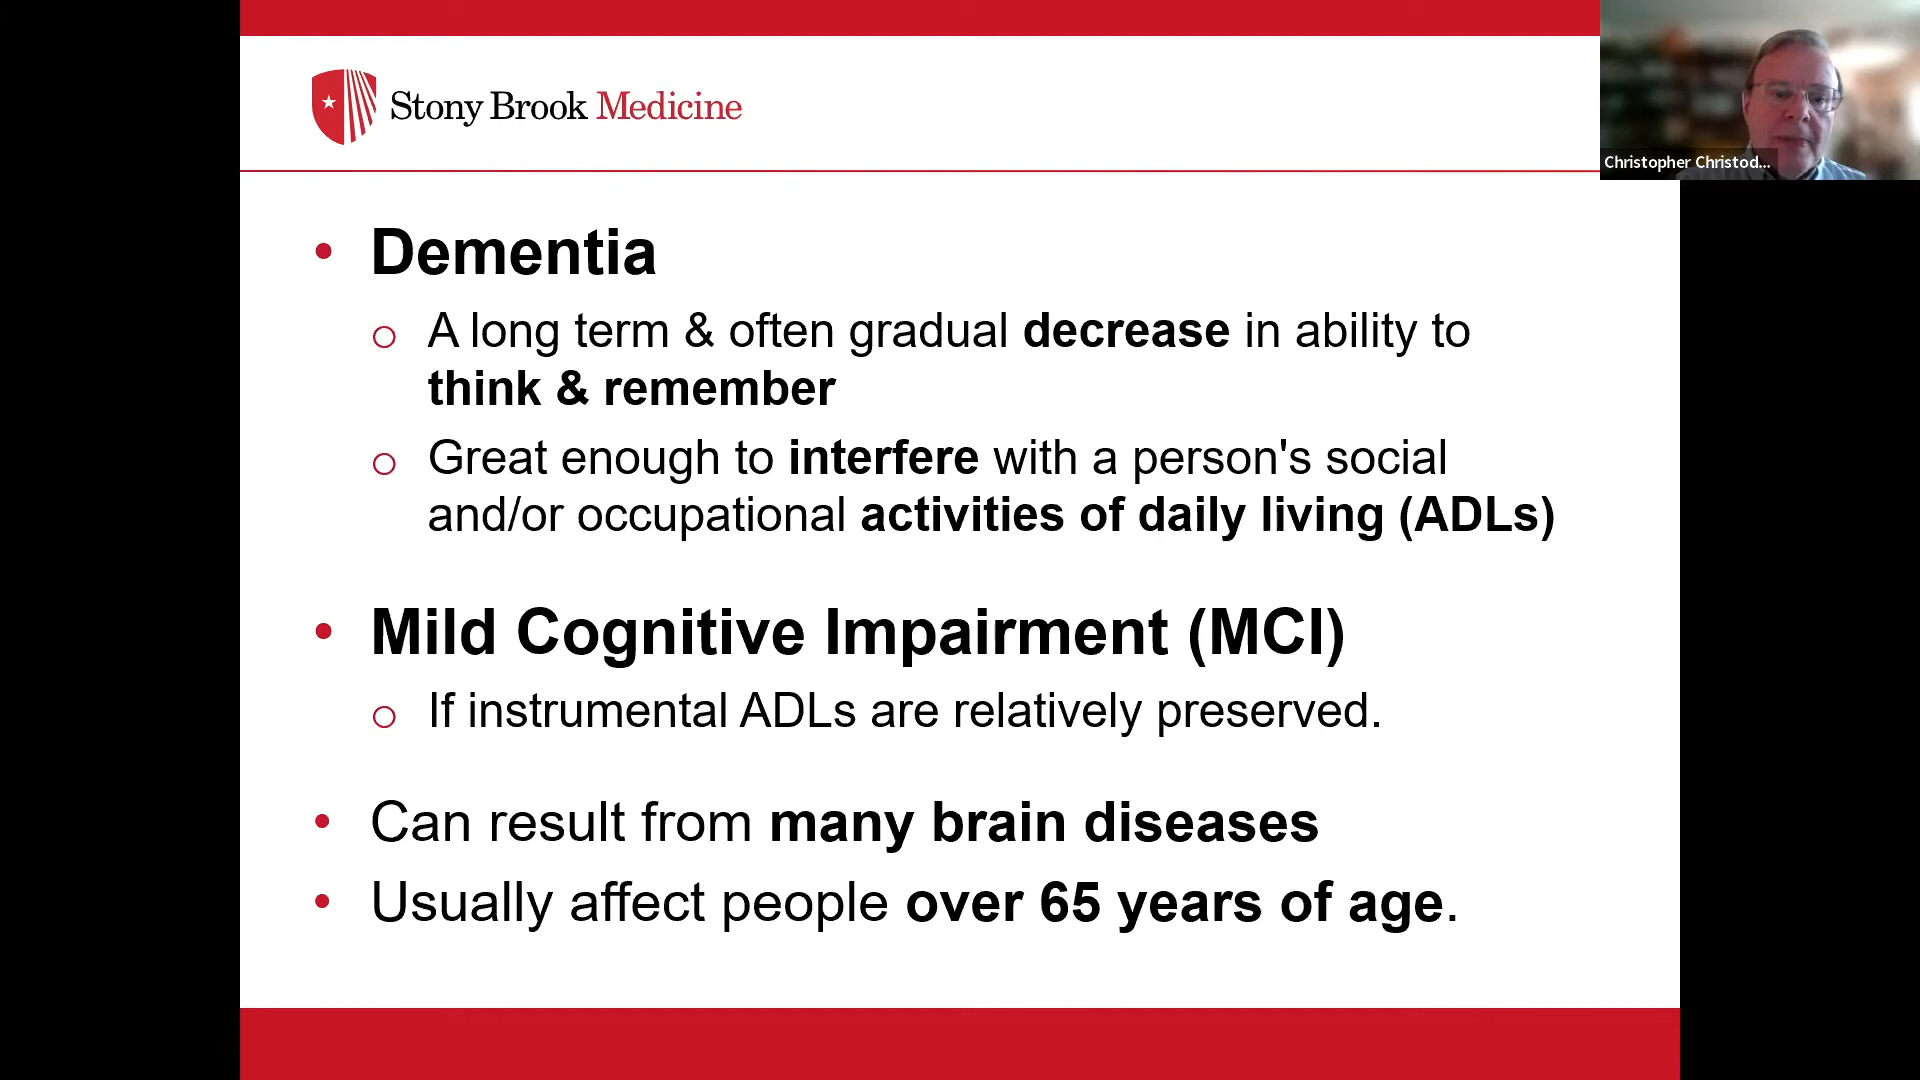 Stony Brook Medicine
Christopher Christod...
• Dementia
o A long term & often gradual decrease in ability to
think & remember
o Great enough to interfere with a person's social
and/or occupational activities of daily living (ADLs)
• Mild Cognitive Impairment (MCI)
o If instrumental ADLs are relatively preserved.
• Can result from many brain diseases
• Usually affect people over 65 years of age.